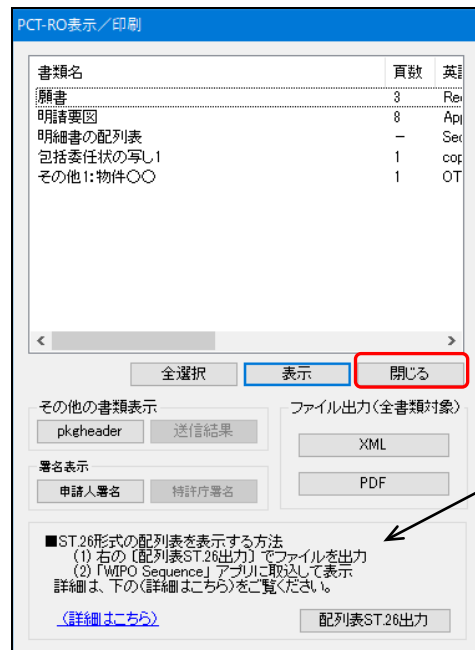 PCT-RO表示／印刷
書類名 頁数
願書 3
明請要図 8
明細書の配列表 −
包括委任状の写し1 1
その他1:物件〇〇 1 OT
全選択 表示 閉じる
その他の書類表示 ファイル出力(全書類対象)
pkgheader 送信結果 XML
署名表示
申請人署名 特許庁署名 PDF
■ST.26形式の配列表を表示する方法
(1) 右の〔配列表ST.26出力〕でファイルを出力
(2)「WIPO Sequence」アプリに取込して表示
詳細は、下の〈詳細はこちら〉をご覧ください。
〈詳細はこちら〉 配列表ST.26出力